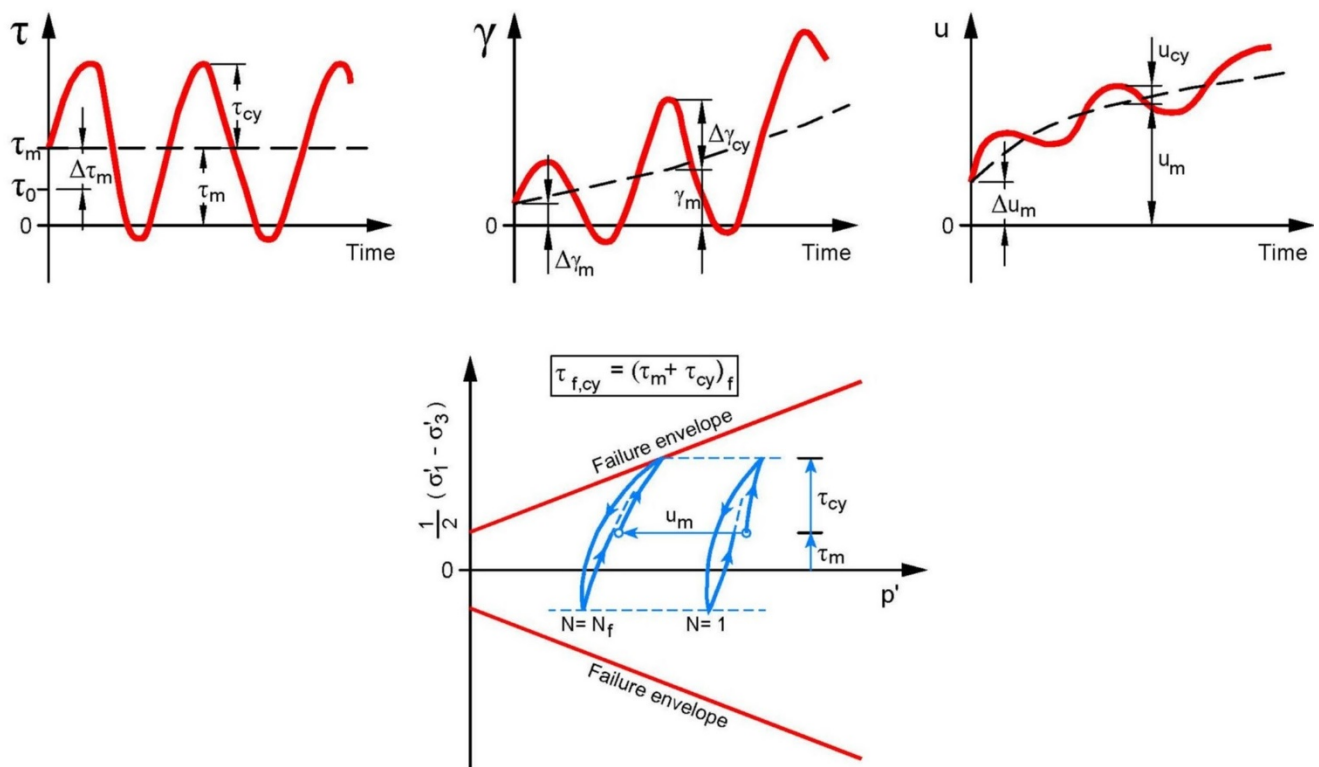 τ
τcy
τm
Δτm
τ0
τm
0
Time
γ
Δγcy
γm
0
Δγm
Time
u
ucy
um
Δum
0
Time
τ f,cy = (τm + τcy)f
Failure envelope
1/2 (σ'1 - σ'3)
um
τcy
τm
0
p'
N= Nf
N= 1
Failure envelope